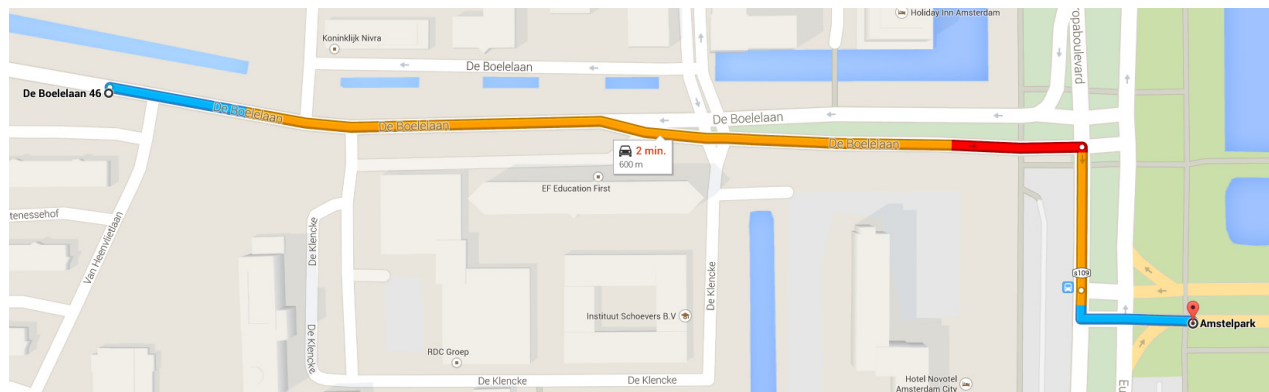 Holiday Inn Amsterdam
Koninklijk Nivra
ropaboulevard
De Boelelaan
De Boelelaan 46
De Boelelaan
De Boelelaan
De Boelelaan
De Boelelaan
2 min.
600 m
EF Education First
tenessehof
Van Heenvlietlaan
De Klencke
De Klencke
De Klencke
s109
Instituut Schoevers B.V
Amstelpark
RDC Groep
De Klencke
De Klencke
Hotel Novotel
Amsterdam City
Eu